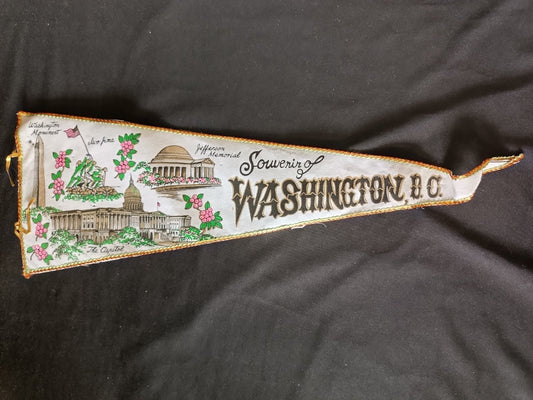 Washington
Monument
Iwo Jima
Jefferson
Memorial
The Capitol
Souvenir of
WASHINGTON, D.C.